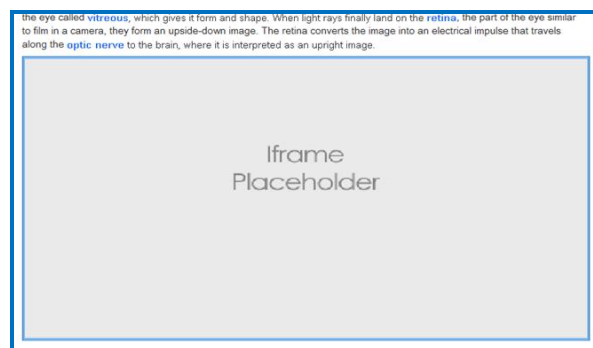 the eye called vitreous, which gives it form and shape. When light rays finally land on the retina, the part of the eye similar
to film in a camera, they form an upside-down image. The retina converts the image into an electrical impulse that travels
along the optic nerve to the brain, where it is interpreted as an upright image.
Iframe
Placeholder